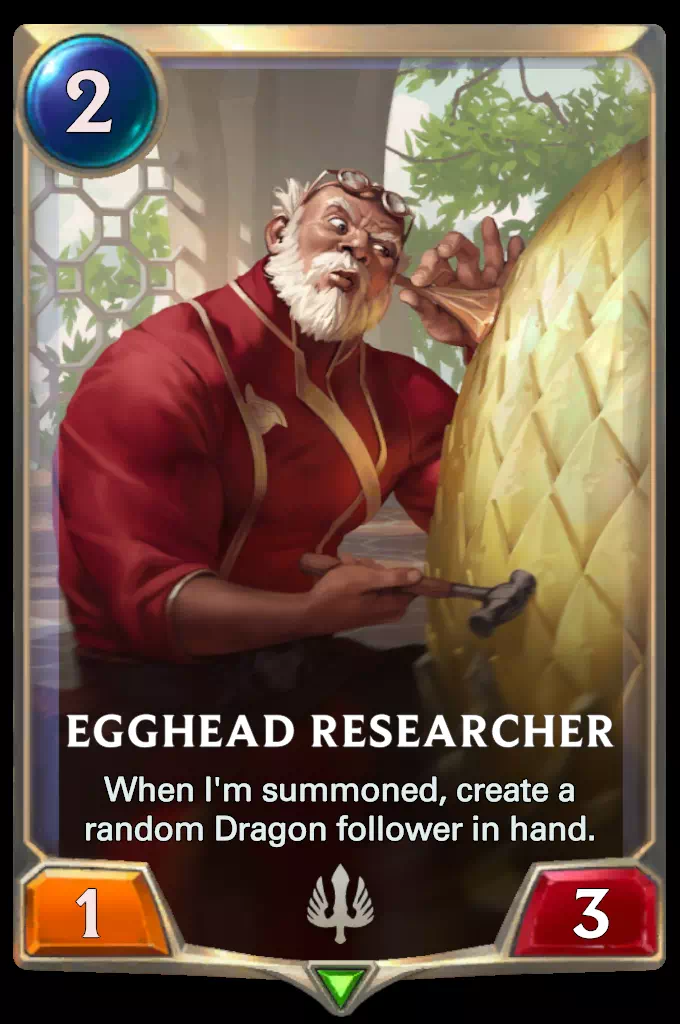 2
EGGHEAD RESEARCHER
When I'm summoned, create a
random Dragon follower in hand.
1
3